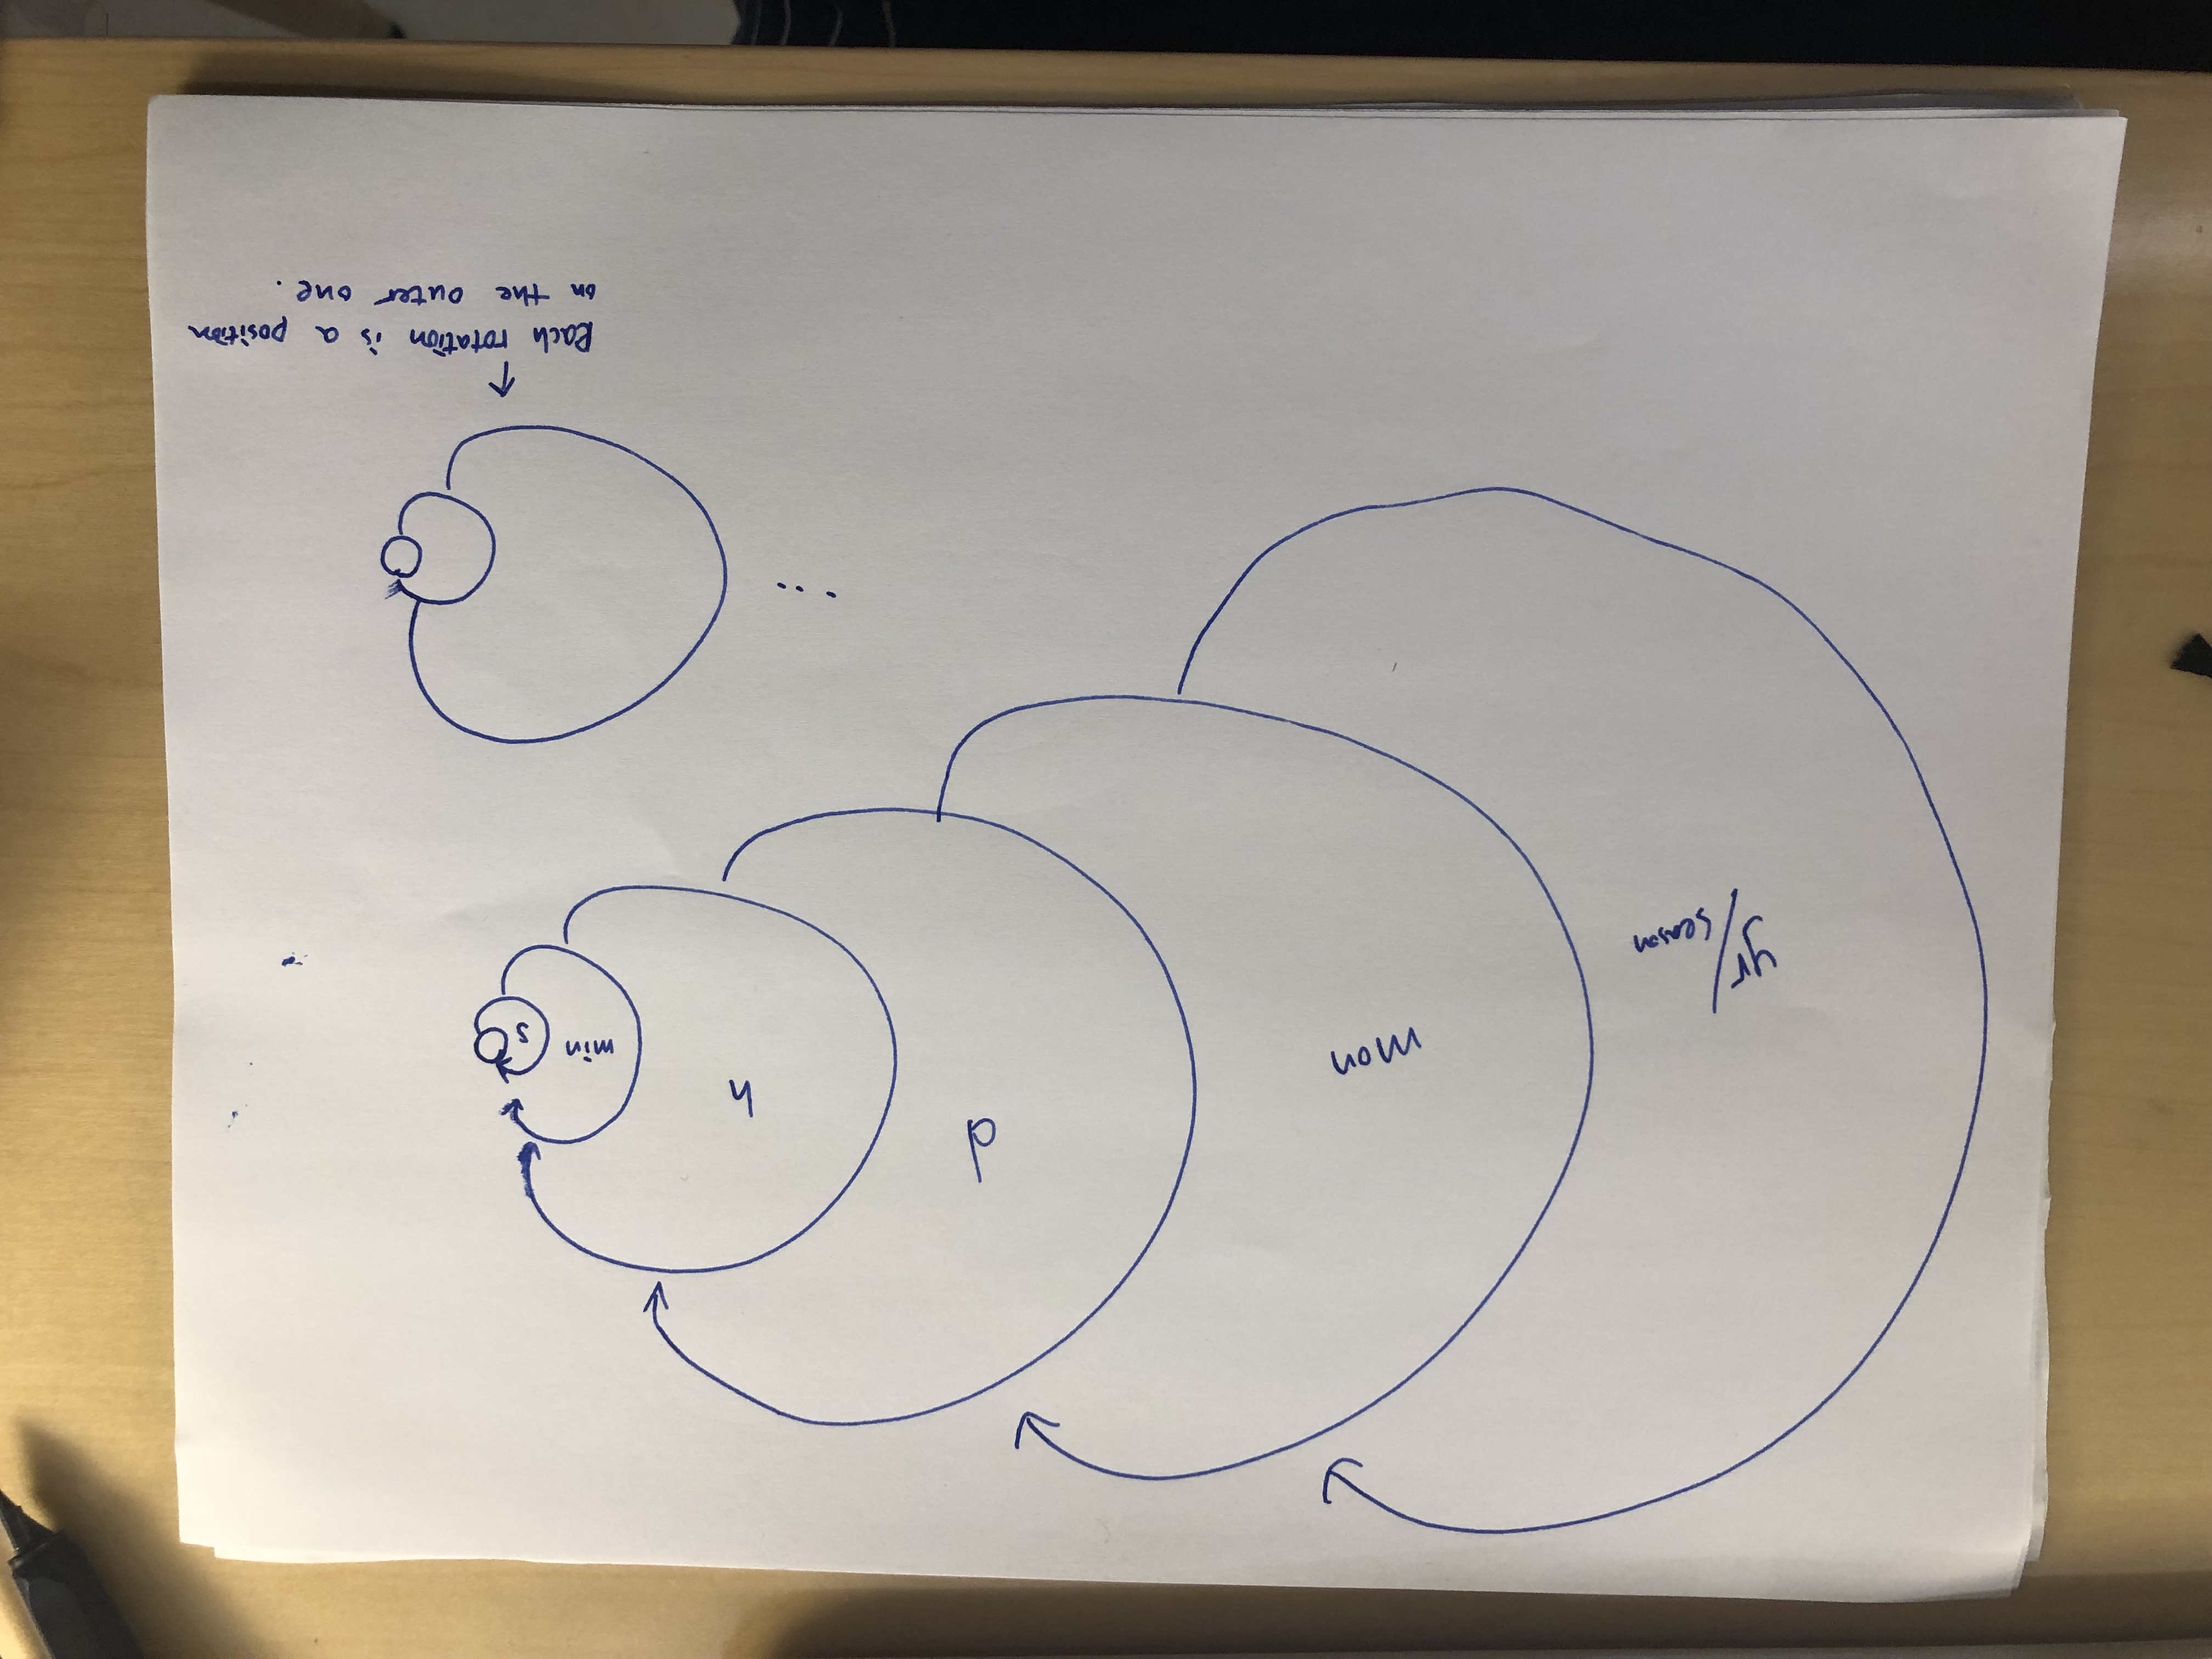 s
min
h
d
mon
yr/season
...
↑
Each rotation is a position
on the outer one.